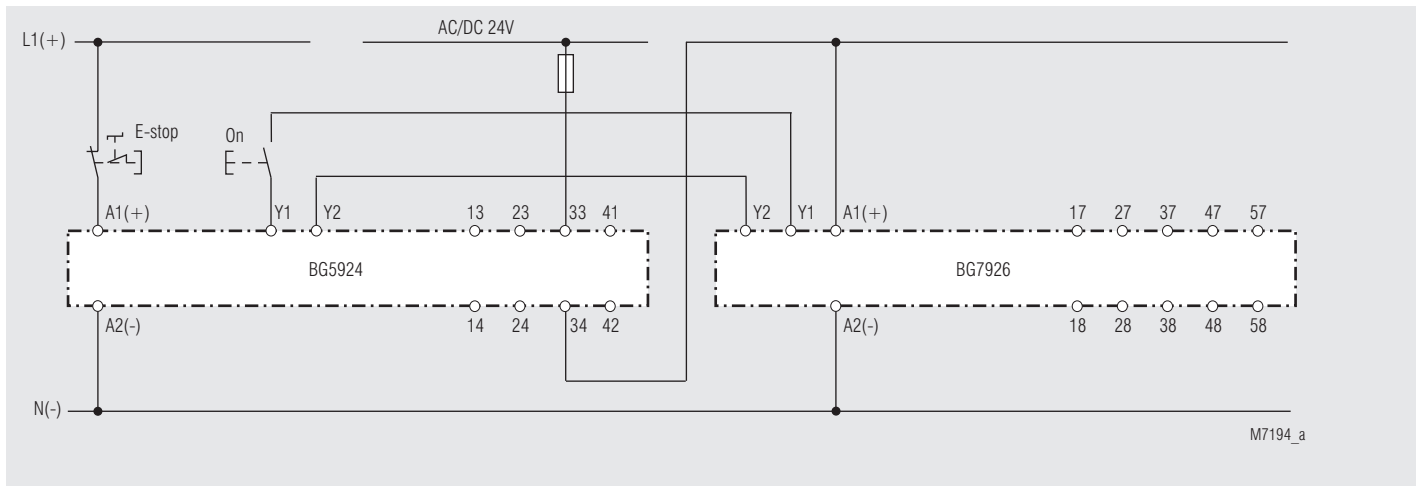 AC/DC 24V
L1(+)
E-stop
On
A1(+) Y1 Y2 13 23 33 41 Y2 Y1 A1(+) 17 27 37 47 57
BG5924 BG7926
A2(-) 14 24 34 42 A2(-) 18 28 38 48 58
N(-)
M7194_a